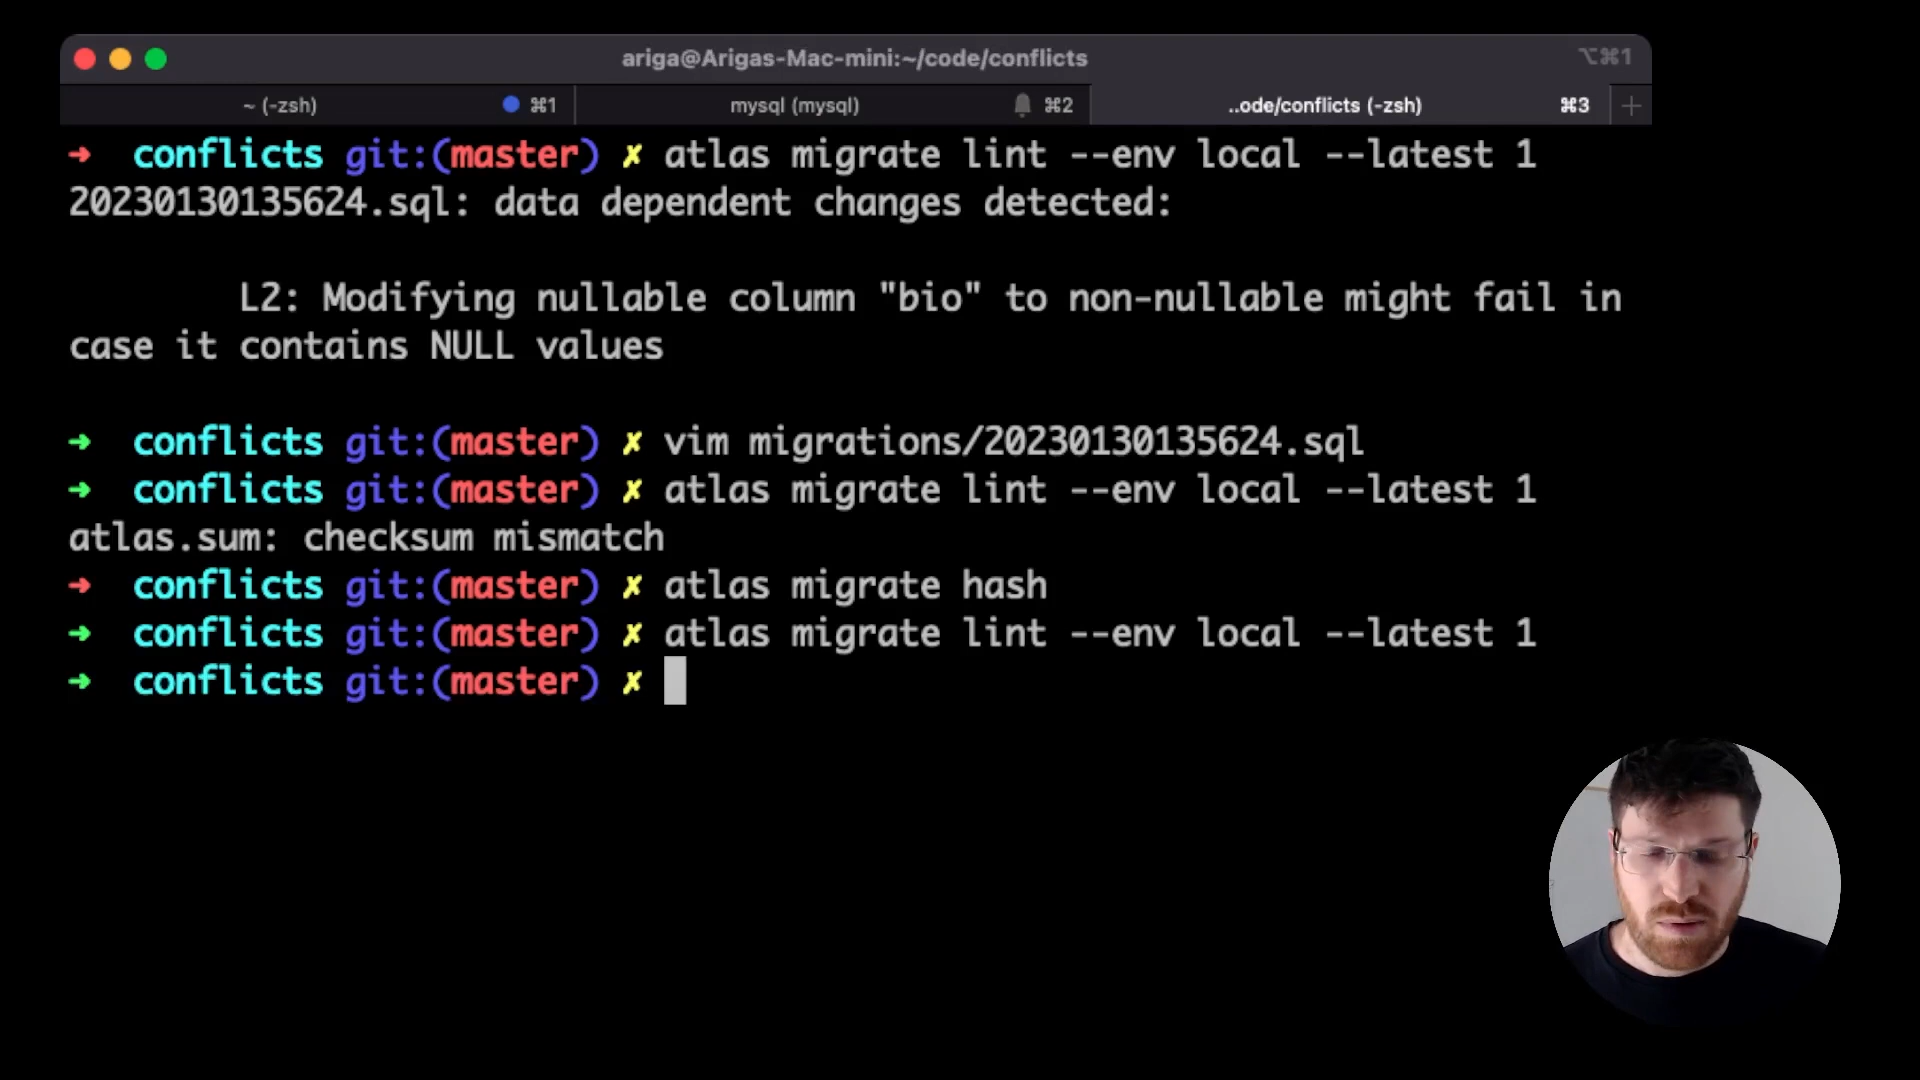 ariga@Arigas-Mac-mini:~/code/conflicts
⌥⌘1
~ (-zsh) ⌘1 mysql (mysql) ⌘2 ..ode/conflicts (-zsh) ⌘3 +
➜ conflicts git:(master) ✗ atlas migrate lint --env local --latest 1
20230130135624.sql: data dependent changes detected:
L2: Modifying nullable column "bio" to non-nullable might fail in
case it contains NULL values
➜ conflicts git:(master) ✗ vim migrations/20230130135624.sql
➜ conflicts git:(master) ✗ atlas migrate lint --env local --latest 1
atlas.sum: checksum mismatch
➜ conflicts git:(master) ✗ atlas migrate hash
➜ conflicts git:(master) ✗ atlas migrate lint --env local --latest 1
➜ conflicts git:(master) ✗